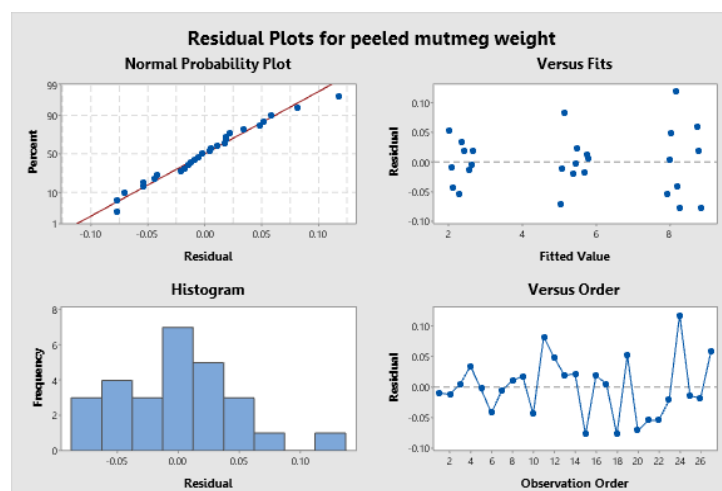 Residual Plots for peeled mutmeg weight
Normal Probability Plot
99
90
50
10
1
Percent
-0.10 -0.05 0.00 0.05 0.10
Residual
Versus Fits
0.10
0.05
0.00
-0.05
-0.10
Residual
2 4 6 8
Fitted Value
Histogram
8
6
4
2
0
Frequency
-0.05 0.00 0.05 0.10
Residual
Versus Order
0.10
0.05
0.00
-0.05
-0.10
Residual
2 4 6 8 10 12 14 16 18 20 22 24 26
Observation Order